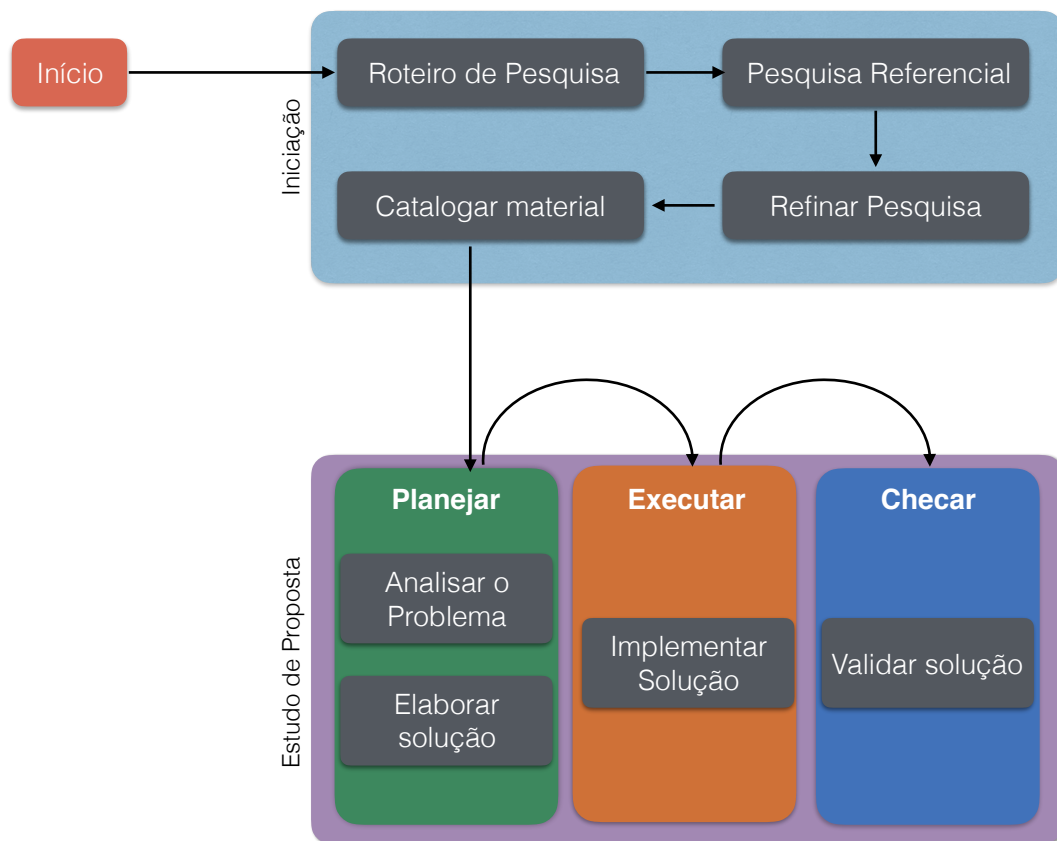 Início
Iniciação
Roteiro de Pesquisa
Pesquisa Referencial
Catalogar material
Refinar Pesquisa
Estudo de Proposta
Planejar
Analisar o
Problema
Elaborar
solução
Executar
Implementar
Solução
Checar
Validar solução